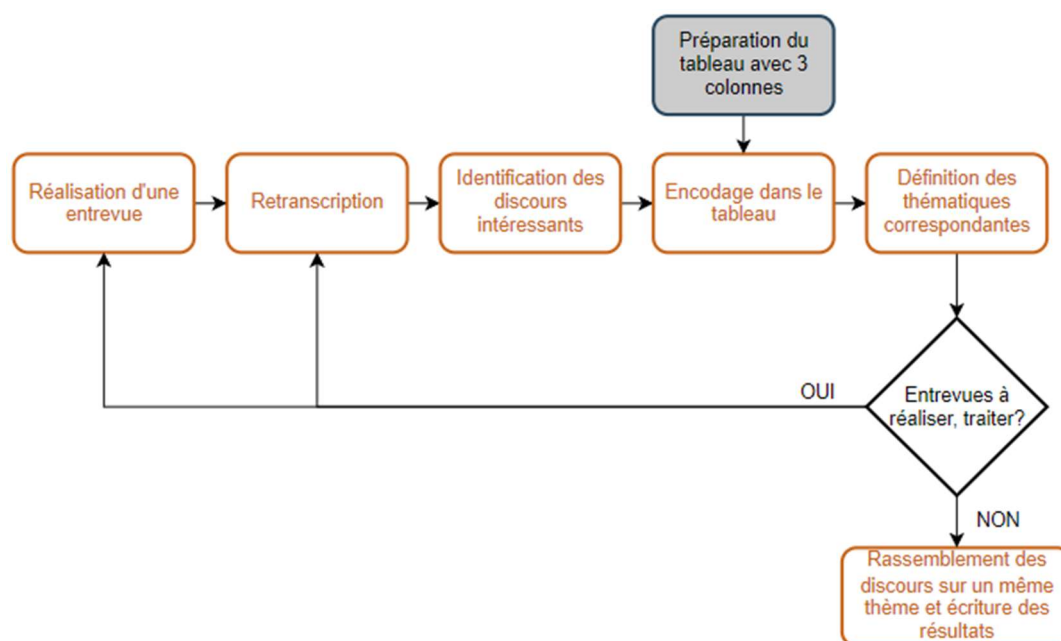 Préparation du
tableau avec 3
colonnes
Réalisation d'une
entrevue
Retranscription
Identification des
discours
intéressants
Encodage dans le
tableau
Définition des
thématiques
correspondantes
OUI
Entrevues à
réaliser, traiter?
NON
Rassemblement des
discours sur un même
thème et écriture des
résultats